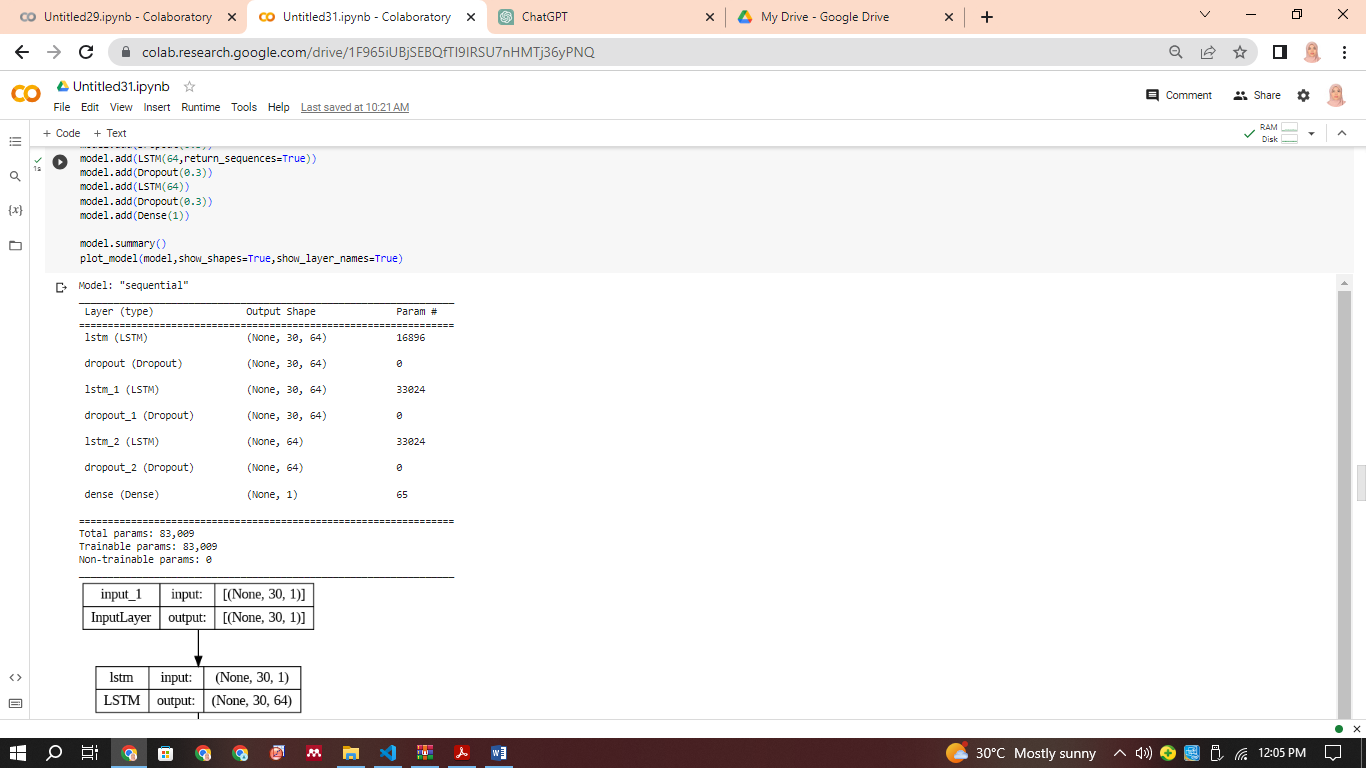 Untitled29.ipynb - Colaboratory
Untitled31.ipynb - Colaboratory
ChatGPT
My Drive - Google Drive
colab.research.google.com/drive/1F965iUBjSEBQfTI9IRSU7nHMTj36yPNQ
Untitled31.ipynb
File Edit View Insert Runtime Tools Help Last saved at 10:21 AM
Comment Share
+ Code + Text
RAM
Disk
1s
model.add(LSTM(64,return_sequences=True))
model.add(Dropout(0.3))
model.add(LSTM(64))
model.add(Dropout(0.3))
model.add(Dense(1))
model.summary()
plot_model(model,show_shapes=True,show_layer_names=True)
Model: "sequential"
Layer (type) Output Shape Param #
lstm (LSTM) (None, 30, 64) 16896
dropout (Dropout) (None, 30, 64) 0
lstm_1 (LSTM) (None, 30, 64) 33024
dropout_1 (Dropout) (None, 30, 64) 0
lstm_2 (LSTM) (None, 64) 33024
dropout_2 (Dropout) (None, 64) 0
dense (Dense) (None, 1) 65
Total params: 83,009
Trainable params: 83,009
Non-trainable params: 0
input_1 input: [(None, 30, 1)]
InputLayer output: [(None, 30, 1)]
lstm input: (None, 30, 1)
LSTM output: (None, 30, 64)
30°C Mostly sunny
12:05 PM